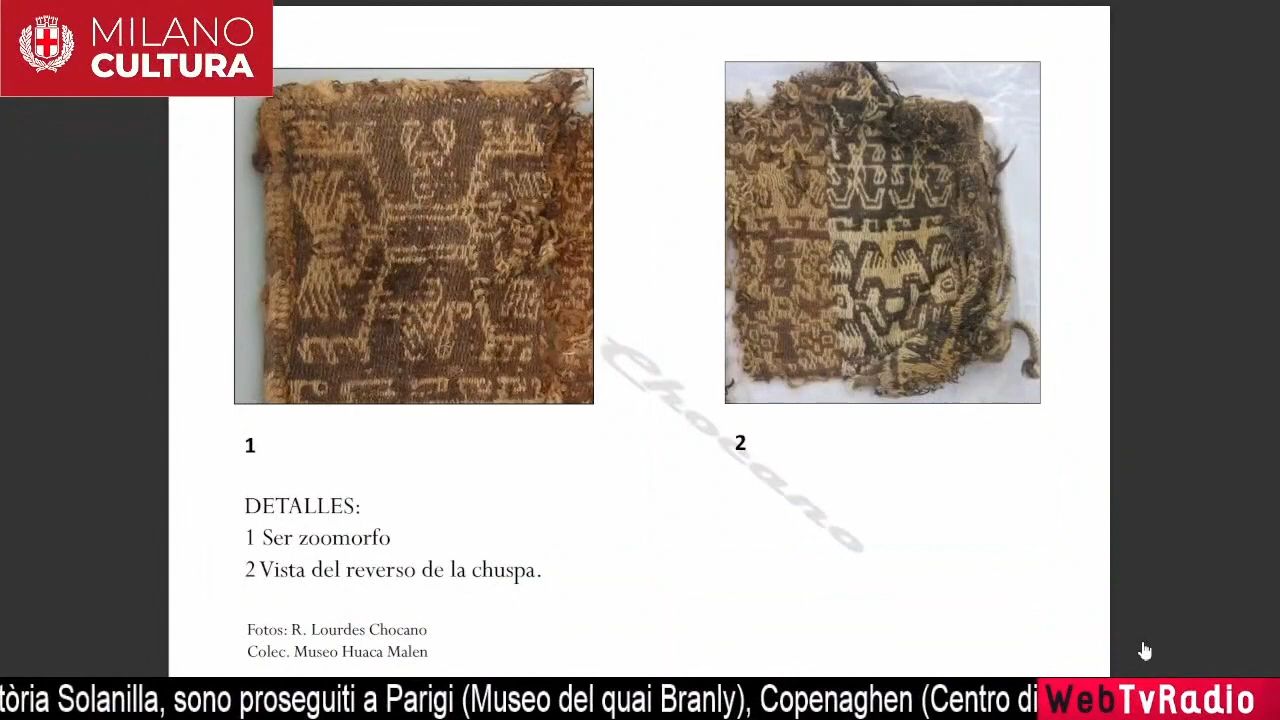 MILANO
CULTURA
1
2
Chocano
DETALLES:
1 Ser zoomorfo
2 Vista del reverso de la chuspa.
Fotos: R. Lourdes Chocano
Colec. Museo Huaca Malen
tòria Solanilla, sono proseguiti a Parigi (Museo del quai Branly), Copenaghen (Centro di
WebTvRadio